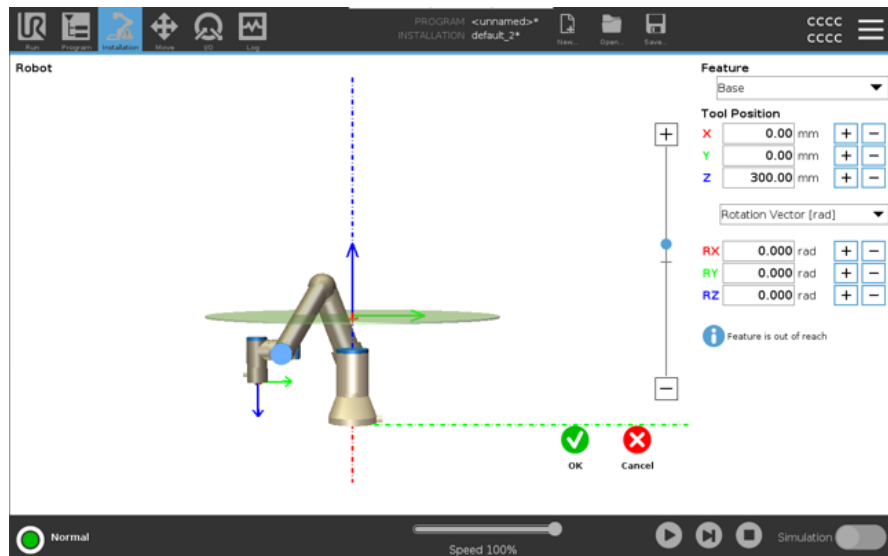 PROGRAM <unnamed>*
INSTALLATION default_2*
UR
Run
Program
Installation
Move
I/O
Log
New...
Open...
Save...
cccc
cccc
Robot
Feature
Base
Tool Position
X 0.00 mm + −
Y 0.00 mm + −
Z 300.00 mm + −
Rotation Vector [rad]
RX 0.000 rad + −
RY 0.000 rad + −
RZ 0.000 rad + −
i Feature is out of reach
+
−
OK
Cancel
Normal
Speed 100%
Simulation